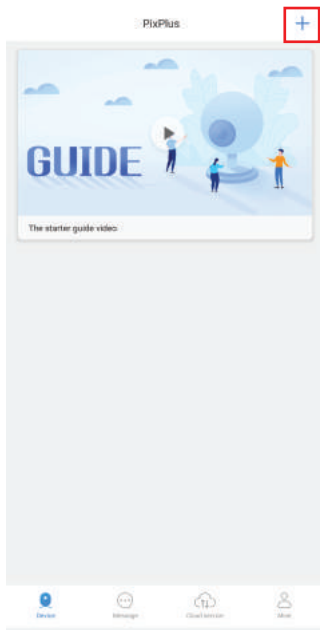 PixPlus
GUIDE
The starter guide video
Device
Message
Cloud service
Mine